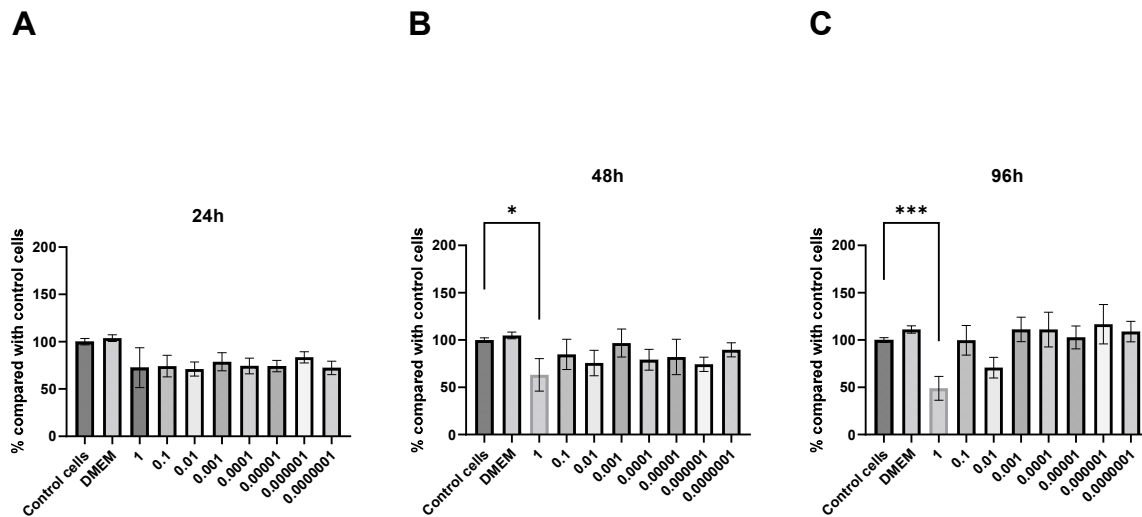 A
B
C
24h
% compared with control cells
200
150
100
50
0
Control cells
DMEM
1
0.1
0.01
0.001
0.0001
0.00001
0.000001
0.0000001
48h
*
% compared with control cells
200
150
100
50
0
Control cells
DMEM
1
0.1
0.01
0.001
0.0001
0.00001
0.000001
0.0000001
96h
***
% compared with control cells
200
150
100
50
0
Control cells
DMEM
1
0.1
0.01
0.001
0.0001
0.00001
0.000001
0.0000001